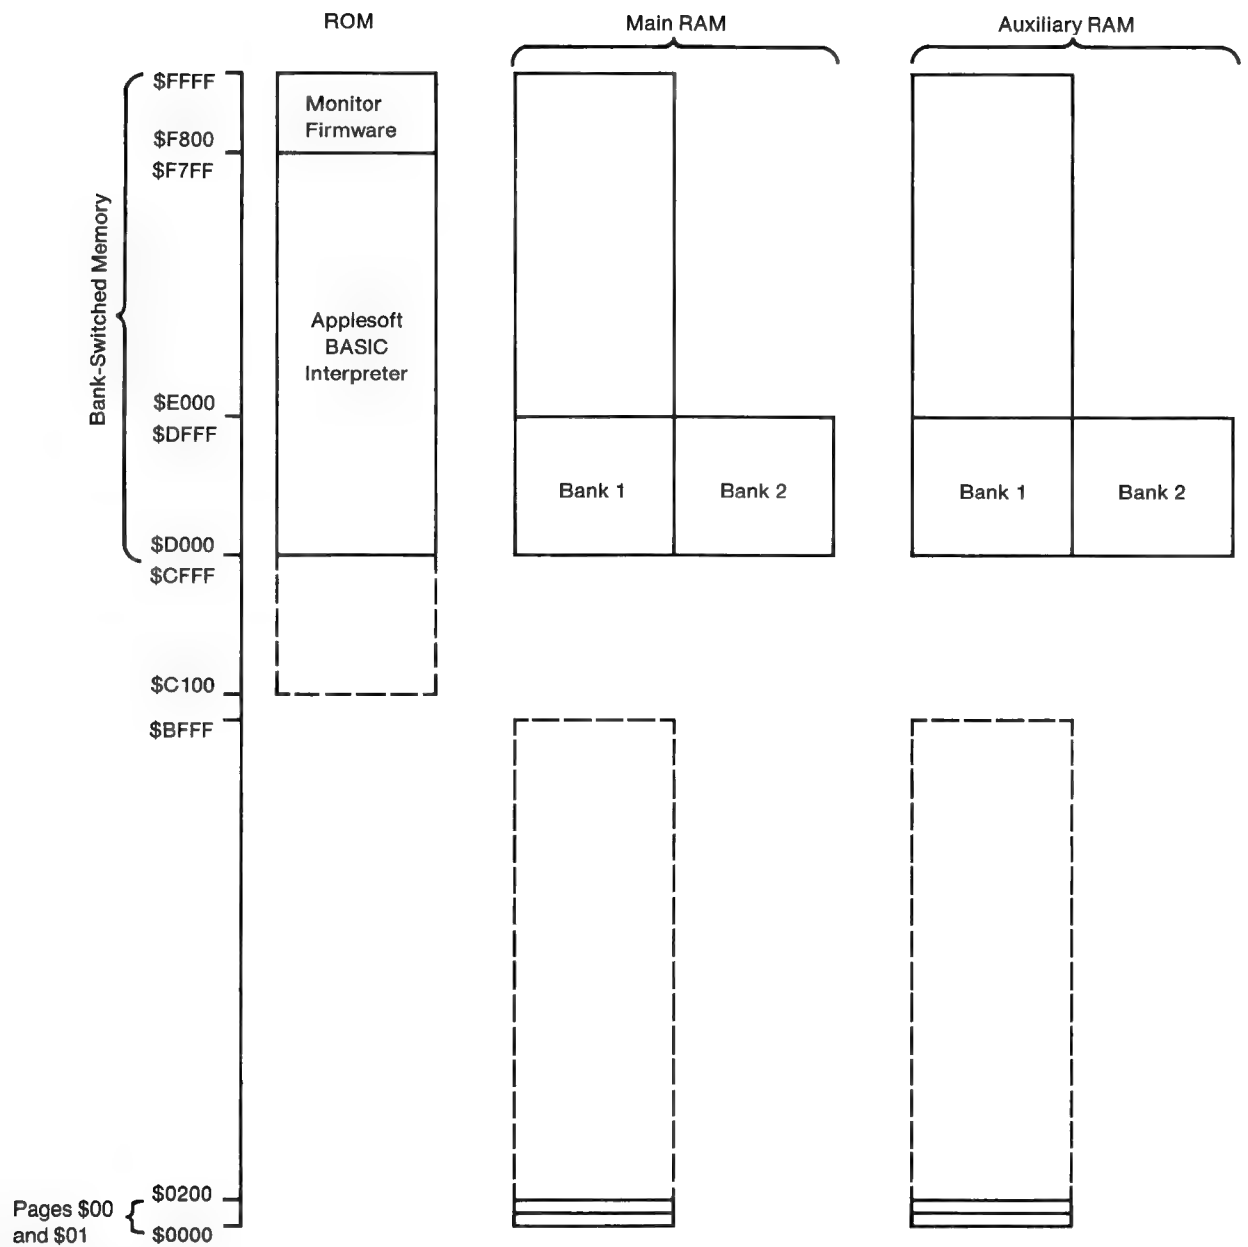 ROM
Main RAM
Auxiliary RAM
Bank-Switched Memory
$FFFF
$F800
$F7FF
$E000
$DFFF
$D000
$CFFF
$C100
$BFFF
$0200
$0000
Pages $00
and $01
Monitor
Firmware
Applesoft
BASIC
Interpreter
Bank 1
Bank 2
Bank 1
Bank 2